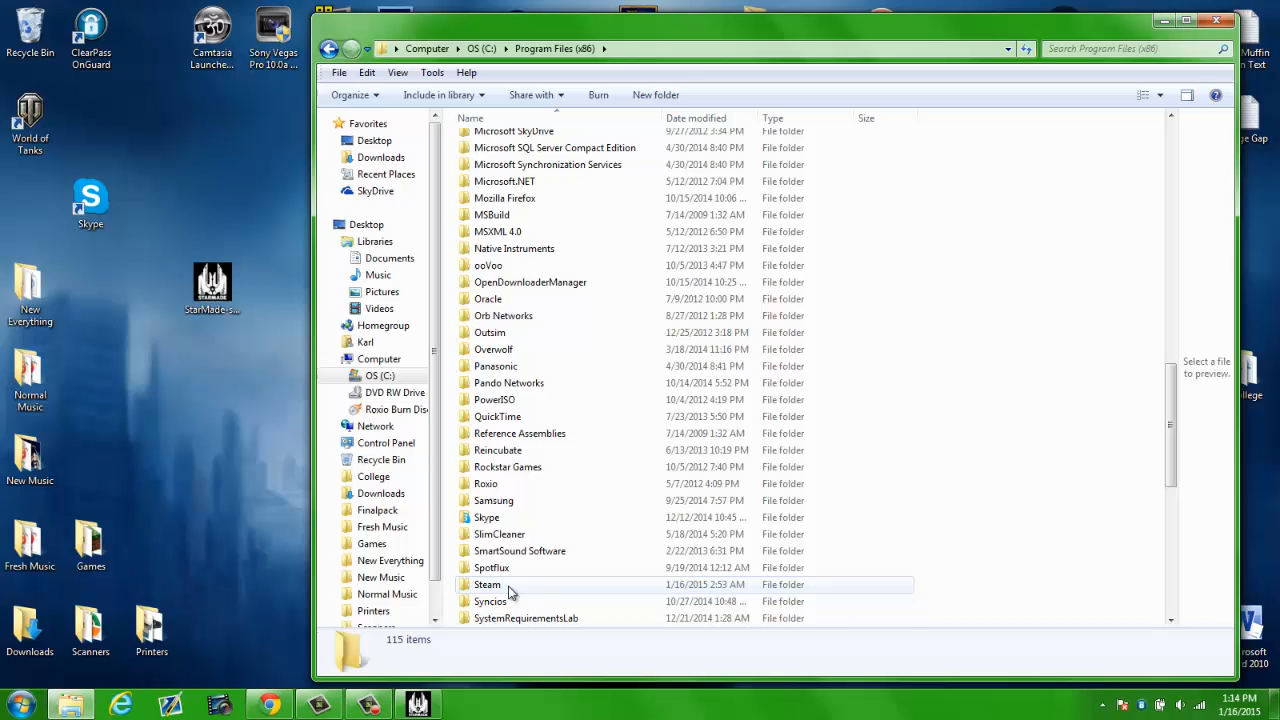 Recycle Bin
ClearPass OnGuard
Camtasia Launche...
Sony Vegas Pro 10.0a ...
World of Tanks
Skype
New Everything
STARMADE
StarMade-s...
Normal Music
New Music
Fresh Music
Games
Downloads
Scanners
Printers
Computer
OS (C:)
Program Files (x86)
Search Program Files (x86)
File Edit View Tools Help
Organize Include in library Share with Burn New folder
Favorites
Desktop
Downloads
Recent Places
SkyDrive
Desktop
Libraries
Documents
Music
Pictures
Videos
Homegroup
Karl
Computer
OS (C:)
DVD RW Drive
Roxio Burn Dis
Network
Control Panel
Recycle Bin
College
Downloads
Finalpack
Fresh Music
Games
New Everything
New Music
Normal Music
Printers
Name Date modified Type Size
Microsoft SkyDrive 9/27/2012 3:34 PM File folder
Microsoft SQL Server Compact Edition 4/30/2014 8:40 PM File folder
Microsoft Synchronization Services 4/30/2014 8:40 PM File folder
Microsoft.NET 5/12/2012 7:04 PM File folder
Mozilla Firefox 10/15/2014 10:06 ... File folder
MSBuild 7/14/2009 1:32 AM File folder
MSXML 4.0 5/12/2012 6:50 PM File folder
Native Instruments 7/12/2013 3:21 PM File folder
ooVoo 10/5/2013 4:47 PM File folder
OpenDownloaderManager 10/15/2014 10:25 ... File folder
Oracle 7/9/2012 10:00 PM File folder
Orb Networks 8/27/2012 1:28 PM File folder
Outsim 12/25/2012 3:18 PM File folder
Overwolf 3/18/2014 11:16 PM File folder
Panasonic 4/30/2014 8:41 PM File folder
Pando Networks 10/14/2014 5:52 PM File folder
PowerISO 10/4/2012 4:19 PM File folder
QuickTime 7/23/2013 5:50 PM File folder
Reference Assemblies 7/14/2009 1:32 AM File folder
Reincubate 6/13/2013 10:19 PM File folder
Rockstar Games 10/5/2012 7:40 PM File folder
Roxio 5/7/2012 4:09 PM File folder
Samsung 9/25/2014 7:57 PM File folder
Skype 12/12/2014 10:45 ... File folder
SlimCleaner 5/18/2014 5:20 PM File folder
SmartSound Software 2/22/2013 6:31 PM File folder
Spotflux 9/19/2014 12:12 AM File folder
Steam 1/16/2015 2:53 AM File folder
Syncios 10/27/2014 10:48 ... File folder
SystemRequirementsLab 12/21/2014 1:28 AM File folder
Select a file to preview.
115 items
Muffin
n Text
ge Gap
ollege
rosoft
rd 2010
1:14 PM
1/16/2015